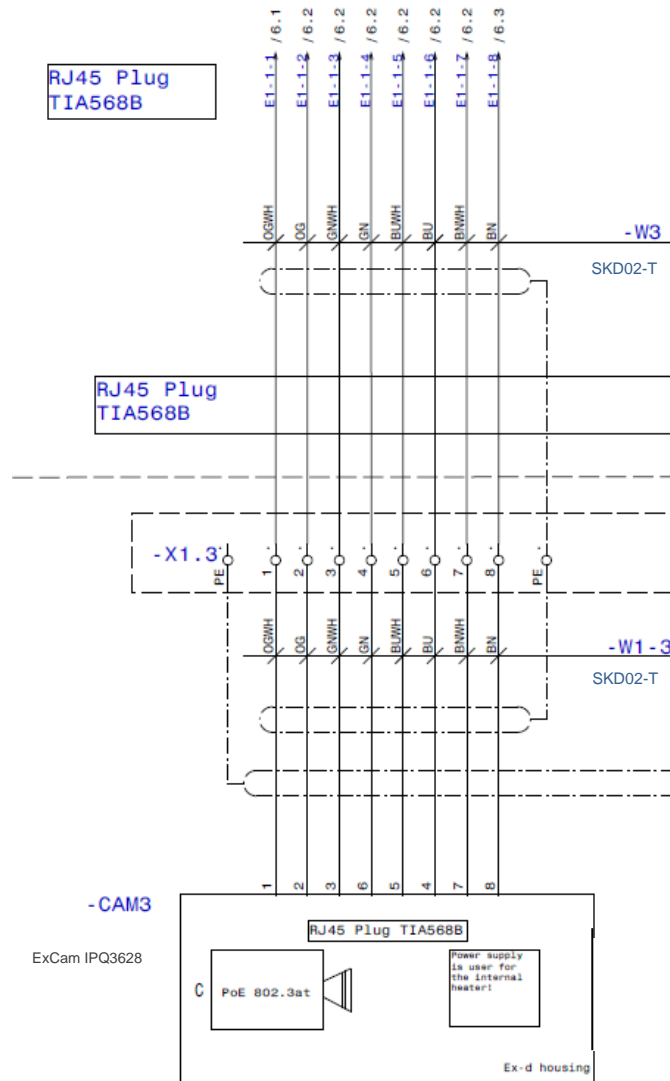 /6.1
/6.2
/6.2
/6.2
/6.2
/6.2
/6.2
/6.3
E1-1-1
E1-1-2
E1-1-3
E1-1-4
E1-1-5
E1-1-6
E1-1-7
E1-1-8
RJ45 Plug
TIA568B
OGWH
OG
GNWH
GN
BUWH
BU
BNWH
BN
-W3
SKD02-T
RJ45 Plug
TIA568B
-X1.3
PE
1
2
3
4
5
6
7
8
PE
OGWH
OG
GNWH
GN
BUWH
BU
BNWH
BN
-W1-3
SKD02-T
1
2
3
6
5
4
7
8
-CAM3
RJ45 Plug TIA568B
ExCam IPQ3628
C
PoE 802.3at
Power supply
is user for
the internal
heater!
Ex-d housing